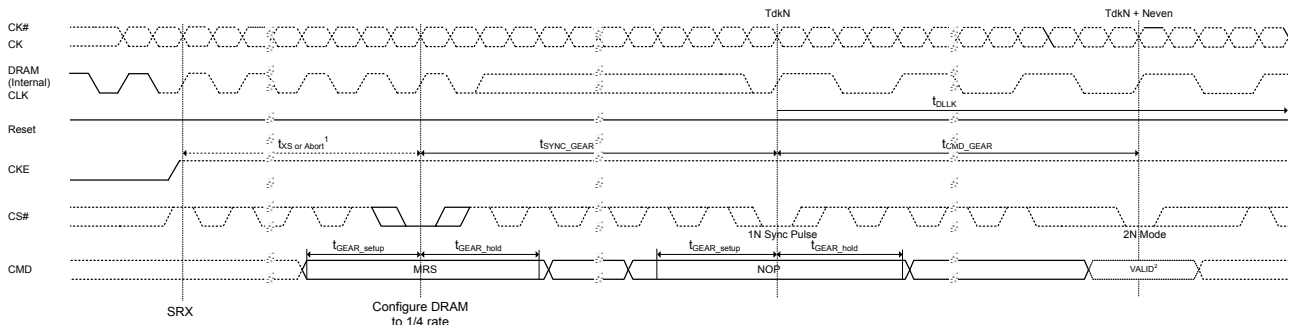 TdkN
TdkN + Neven
CK#
CK
DRAM
(Internal)
CLK
tDLLK
Reset
tXS or Abort1
tSYNC_GEAR
tCMD_GEAR
CKE
CS#
1N Sync Pulse
2N Mode
tGEAR_setup
tGEAR_hold
tGEAR_setup
tGEAR_hold
CMD
MRS
NOP
VALID2
SRX
Configure DRAM
to 1/4 rate